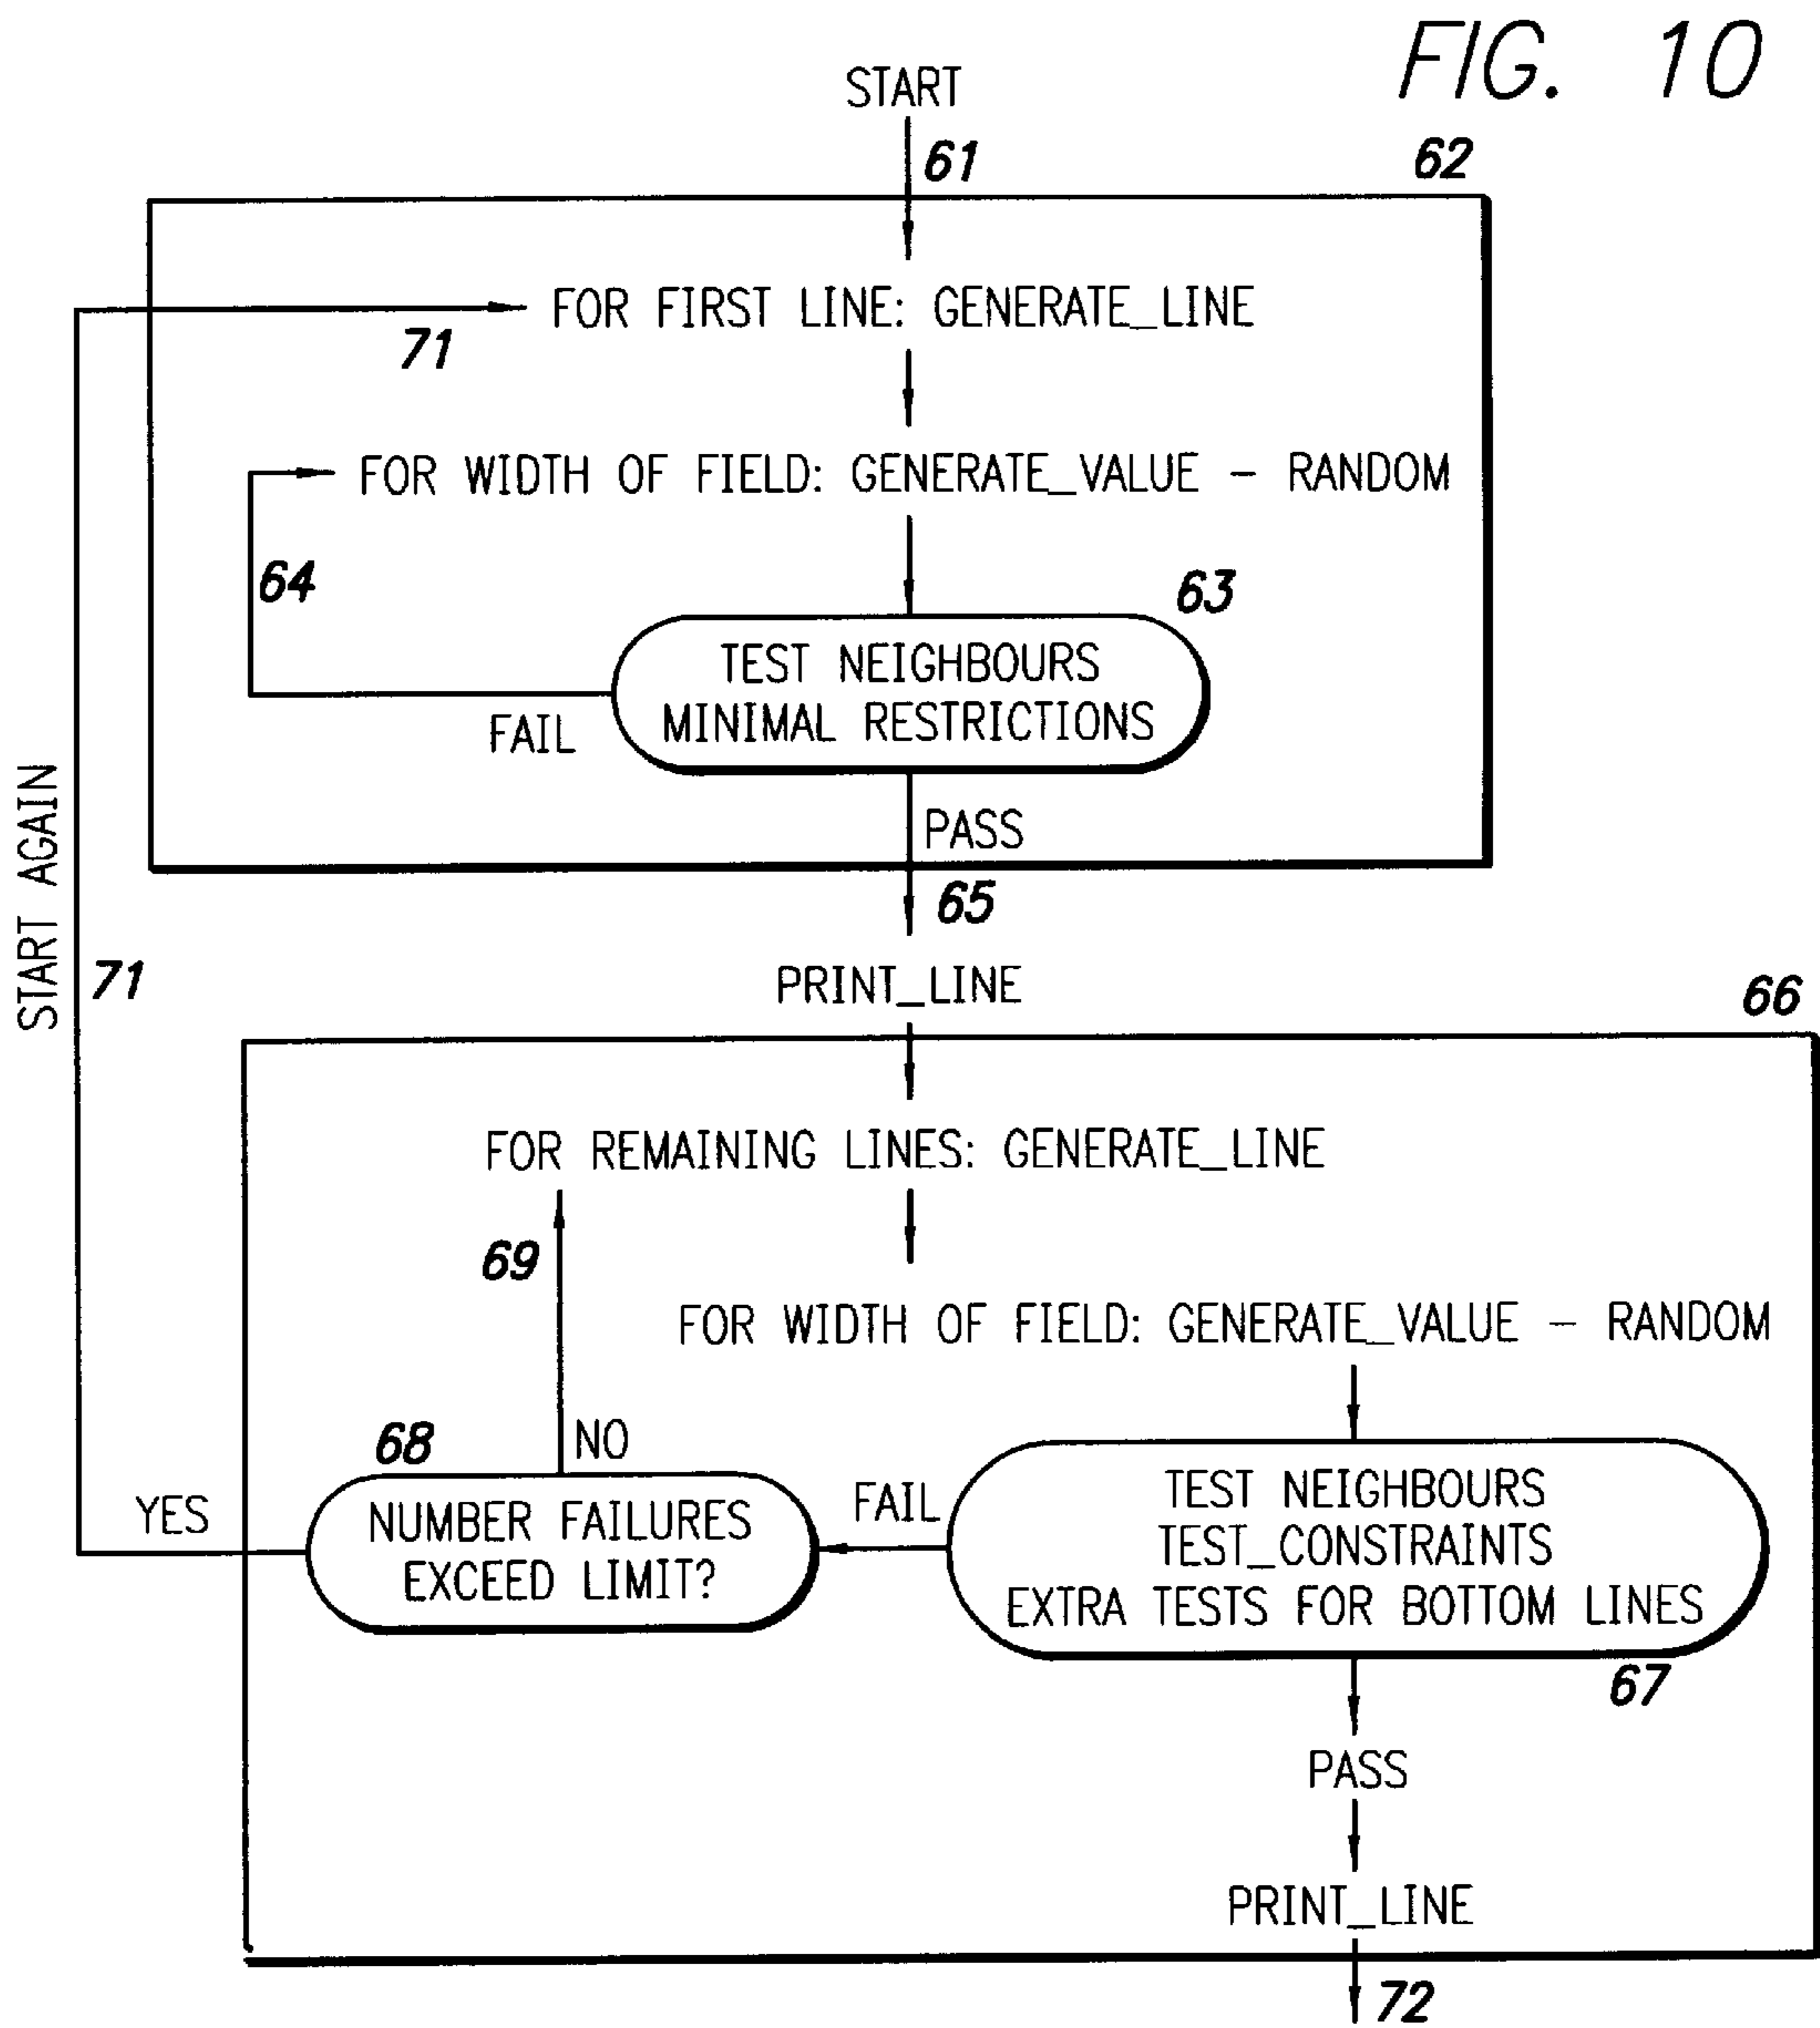 FIG. 10
START
61
62
FOR FIRST LINE: GENERATE_LINE
71
FOR WIDTH OF FIELD: GENERATE_VALUE - RANDOM
64
63
TEST NEIGHBOURS
MINIMAL RESTRICTIONS
FAIL
PASS
65
START AGAIN
71
PRINT_LINE
66
FOR REMAINING LINES: GENERATE_LINE
69
FOR WIDTH OF FIELD: GENERATE_VALUE - RANDOM
68
NO
YES
NUMBER FAILURES
EXCEED LIMIT?
FAIL
TEST NEIGHBOURS
TEST_CONSTRAINTS
EXTRA TESTS FOR BOTTOM LINES
67
PASS
PRINT_LINE
72